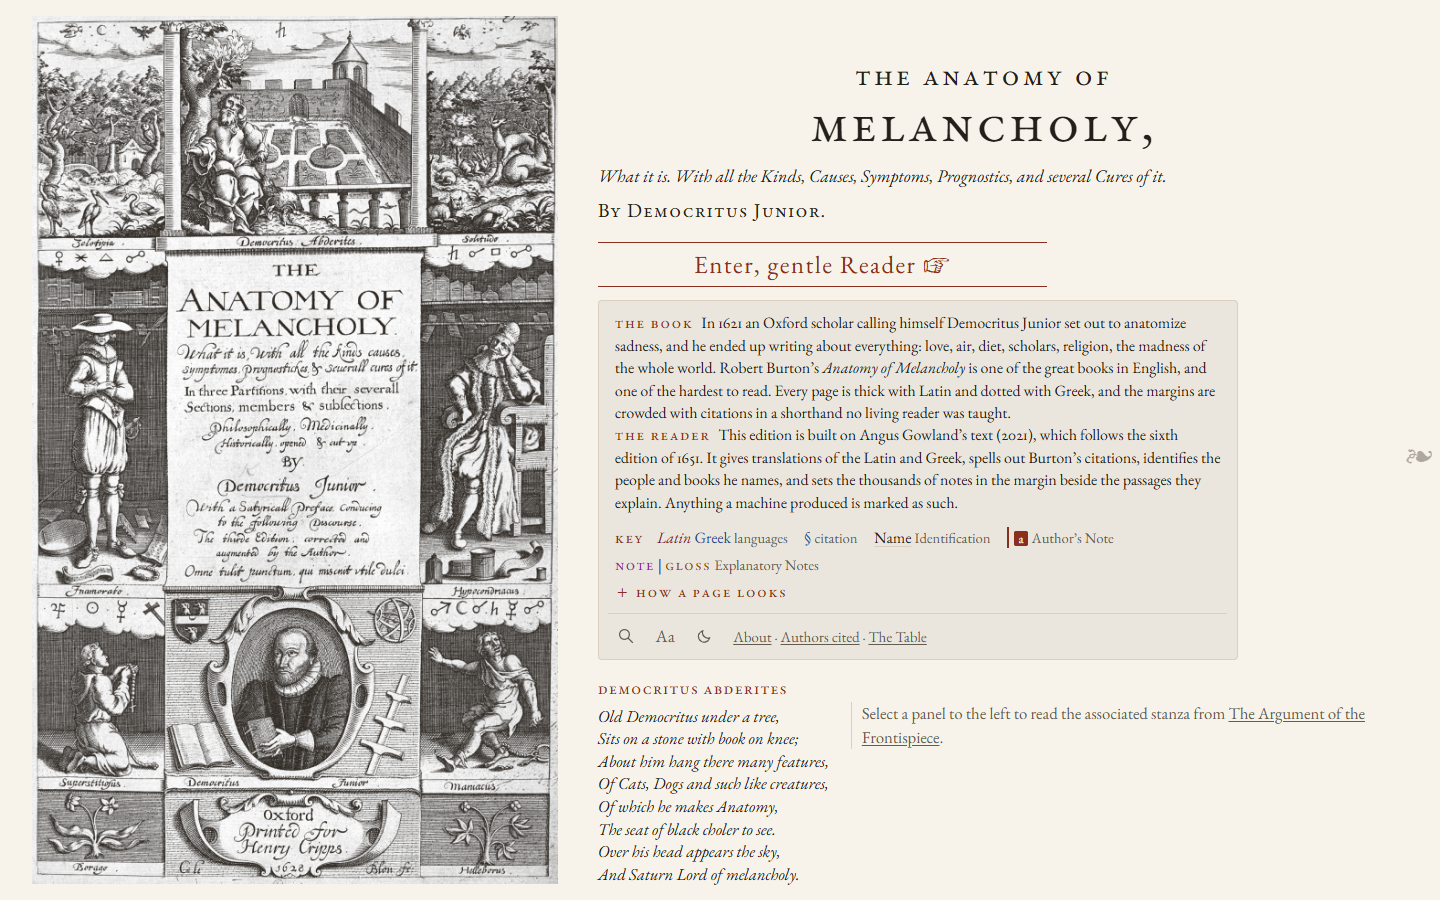 Zelotipia.
Democritus Abderites.
Solitudo.
THE
ANATOMY OF
MELANCHOLY.
What it is, With all the kinds causes,
symptomes, prognostickes, & seuerall cures of it.
In three Partitions, with their severall
Sections, members & subsections.
Philosophically, Medicinally,
Historically, opened & cut vp.
BY.
Democritus Junior.
With a Satyricall Preface, Conducing
to the following Discourse.
The thirde Edition, corrected and
augmented by the Author.
Omne tulit punctum, qui miscuit vtile dulci.
Inamorato.
Hypocondriacus
Superstitiosus.
Democritus Junior.
Maniacus
Oxford
Printed for
Henry Cripps.
1628
Borago.
Helleborus.
THE ANATOMY OF
MELANCHOLY,
What it is. With all the Kinds, Causes, Symptoms, Prognostics, and several Cures of it.
By Democritus Junior.
Enter, gentle Reader ☞
THE BOOK In 1621 an Oxford scholar calling himself Democritus Junior set out to anatomize
sadness, and he ended up writing about everything: love, air, diet, scholars, religion, the madness of
the whole world. Robert Burton’s Anatomy of Melancholy is one of the great books in English, and
one of the hardest to read. Every page is thick with Latin and dotted with Greek, and the margins are
crowded with citations in a shorthand no living reader was taught.
THE READER This edition is built on Angus Gowland’s text (2021), which follows the sixth
edition of 1651. It gives translations of the Latin and Greek, spells out Burton’s citations, identifies the
people and books he names, and sets the thousands of notes in the margin beside the passages they
explain. Anything a machine produced is marked as such.
KEY Latin Greek languages § citation Name Identification a Author’s Note
NOTE | GLOSS Explanatory Notes
+ HOW A PAGE LOOKS
Aa About · Authors cited · The Table
DEMOCRITUS ABDERITES
Old Democritus under a tree,
Sits on a stone with book on knee;
About him hang there many features,
Of Cats, Dogs and such like creatures,
Of which he makes Anatomy,
The seat of black choler to see.
Over his head appears the sky,
And Saturn Lord of melancholy.
Select a panel to the left to read the associated stanza from The Argument of the
Frontispiece.